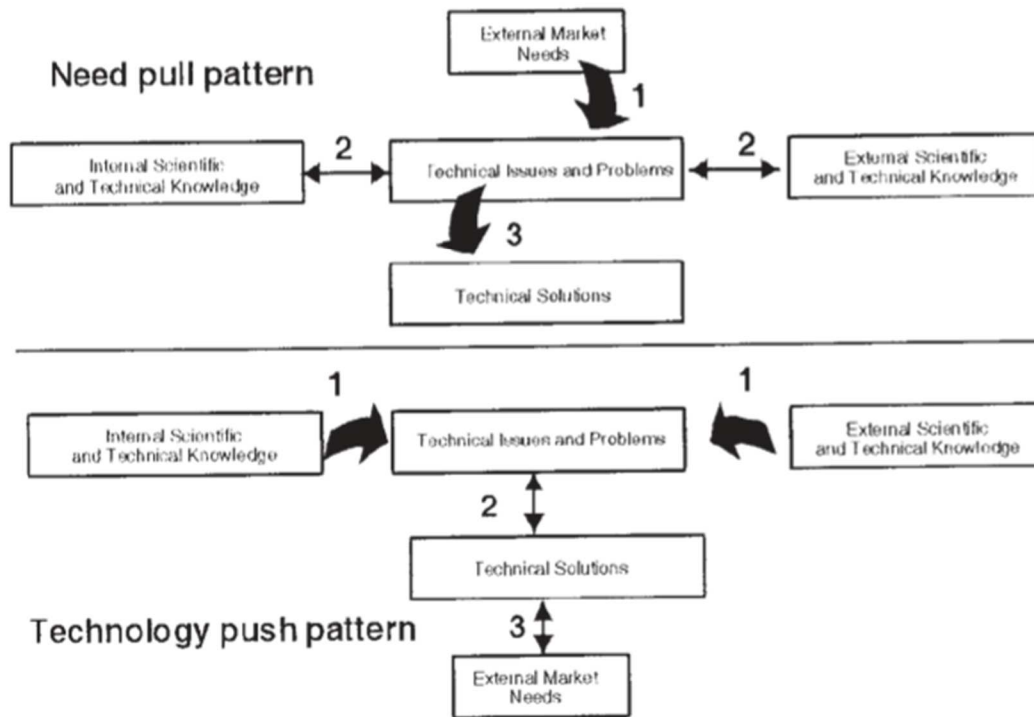 External Market
Needs
Need pull pattern
1
Internal Scientific
and Technical Knowledge
2
Technical Issues and Problems
2
External Scientific
and Technical Knowledge
3
Technical Solutions
1
1
Internal Scientific
and Technical Knowledge
Technical Issues and Problems
External Scientific
and Technical Knowledge
2
Technical Solutions
Technology push pattern
3
External Market
Needs